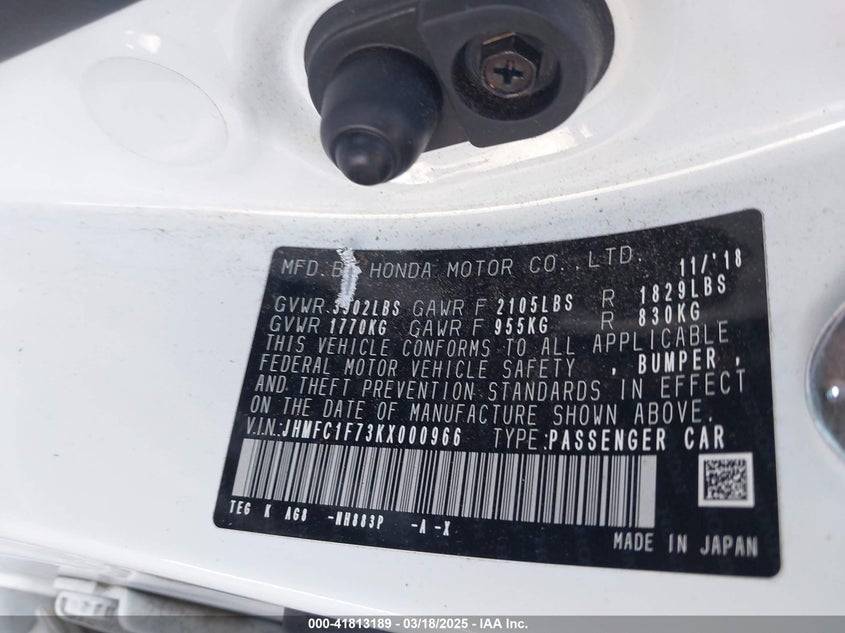 MFD. BY HONDA MOTOR CO., LTD. 11/'18
GVWR LBS GAWR F 2105LBS R 1829LBS
GVWR 1770KG GAWR F 955KG R 830KG
THIS VEHICLE CONFORMS TO ALL APPLICABLE
FEDERAL MOTOR VEHICLE SAFETY , BUMPER ,
AND THEFT PREVENTION STANDARDS IN EFFECT
ON THE DATE OF MANUFACTURE SHOWN ABOVE.
V.I.N.:JHMFC1F73KX000966 TYPE:PASSENGER CAR
TEG K AG8 -NH883P -A -X
MADE IN JAPAN
000-41813189 - 03/18/2025 - IAA Inc.